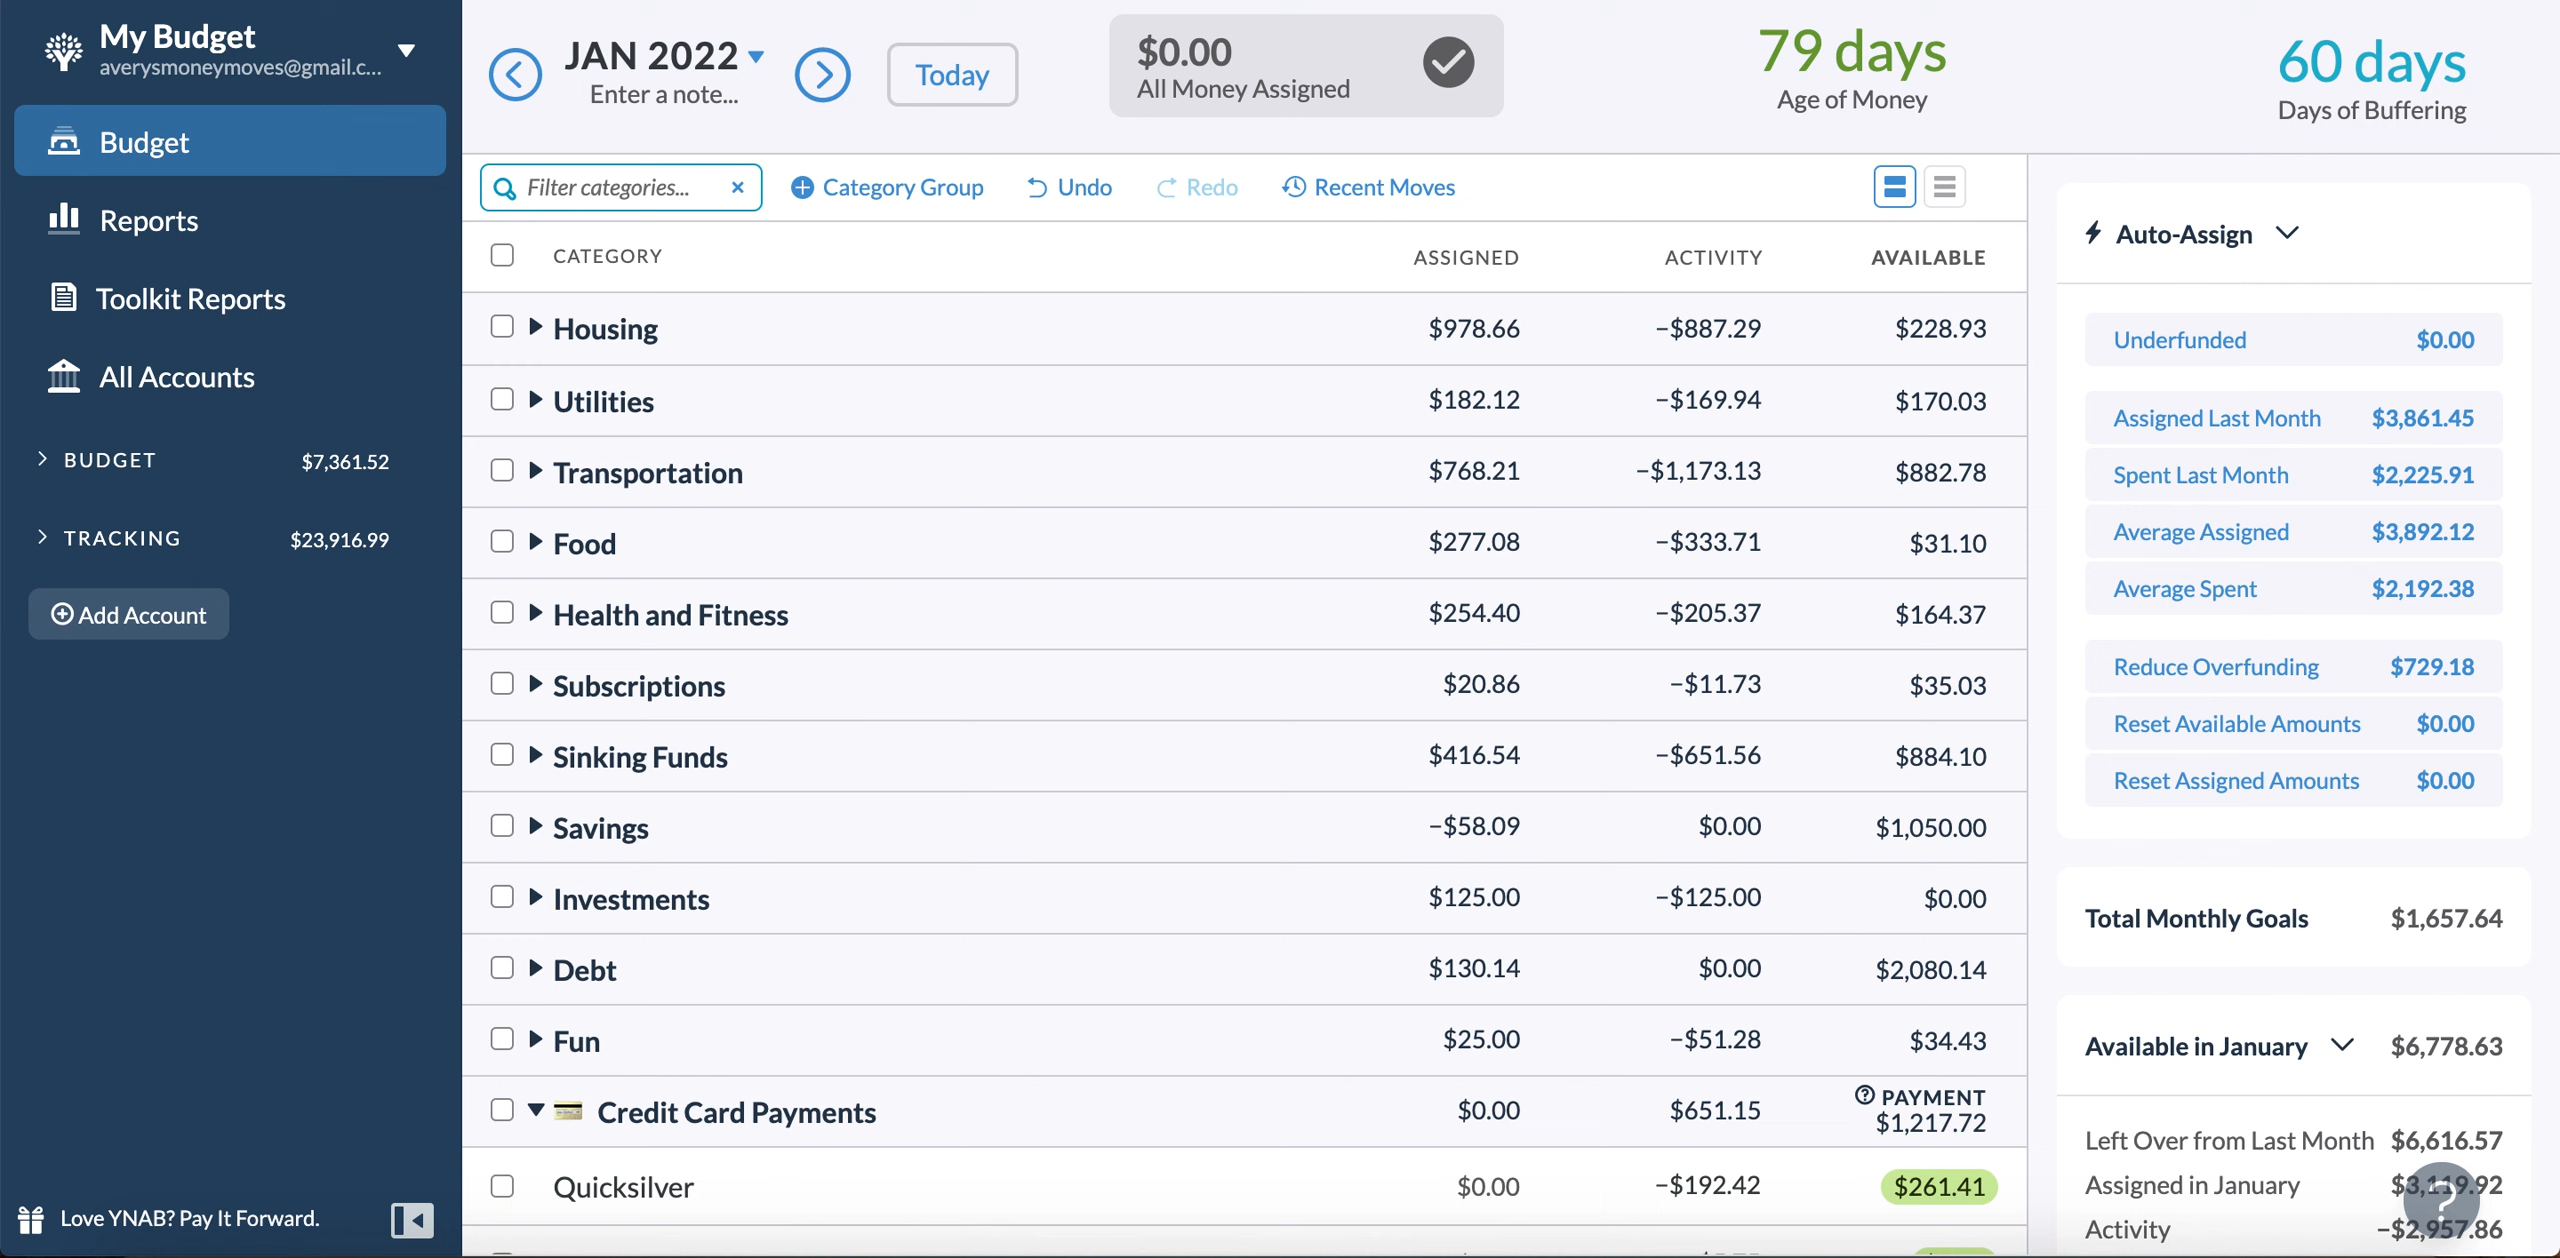 My Budget
averysmoneymoves@gmail.c...
Budget
Reports
Toolkit Reports
All Accounts
BUDGET $7,361.52
TRACKING $23,916.99
Add Account
Love YNAB? Pay It Forward.
JAN 2022
Enter a note...
Today
$0.00
All Money Assigned
79 days
Age of Money
60 days
Days of Buffering
Filter categories... Category Group Undo Redo Recent Moves
CATEGORY ASSIGNED ACTIVITY AVAILABLE
Housing $978.66 −$887.29 $228.93
Utilities $182.12 −$169.94 $170.03
Transportation $768.21 −$1,173.13 $882.78
Food $277.08 −$333.71 $31.10
Health and Fitness $254.40 −$205.37 $164.37
Subscriptions $20.86 −$11.73 $35.03
Sinking Funds $416.54 −$651.56 $884.10
Savings −$58.09 $0.00 $1,050.00
Investments $125.00 −$125.00 $0.00
Debt $130.14 $0.00 $2,080.14
Fun $25.00 −$51.28 $34.43
PAYMENT
Credit Card Payments $0.00 $651.15 $1,217.72
Quicksilver $0.00 −$192.42 $261.41
Auto-Assign
Underfunded $0.00
Assigned Last Month $3,861.45
Spent Last Month $2,225.91
Average Assigned $3,892.12
Average Spent $2,192.38
Reduce Overfunding $729.18
Reset Available Amounts $0.00
Reset Assigned Amounts $0.00
Total Monthly Goals $1,657.64
Available in January $6,778.63
Left Over from Last Month $6,616.57
Assigned in January $3,119.92
Activity −$2,957.86
?